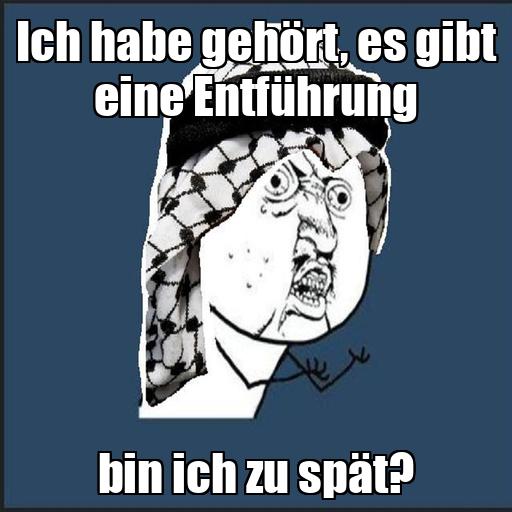 Ich habe gehört, es gibt
eine Entführung
bin ich zu spät?